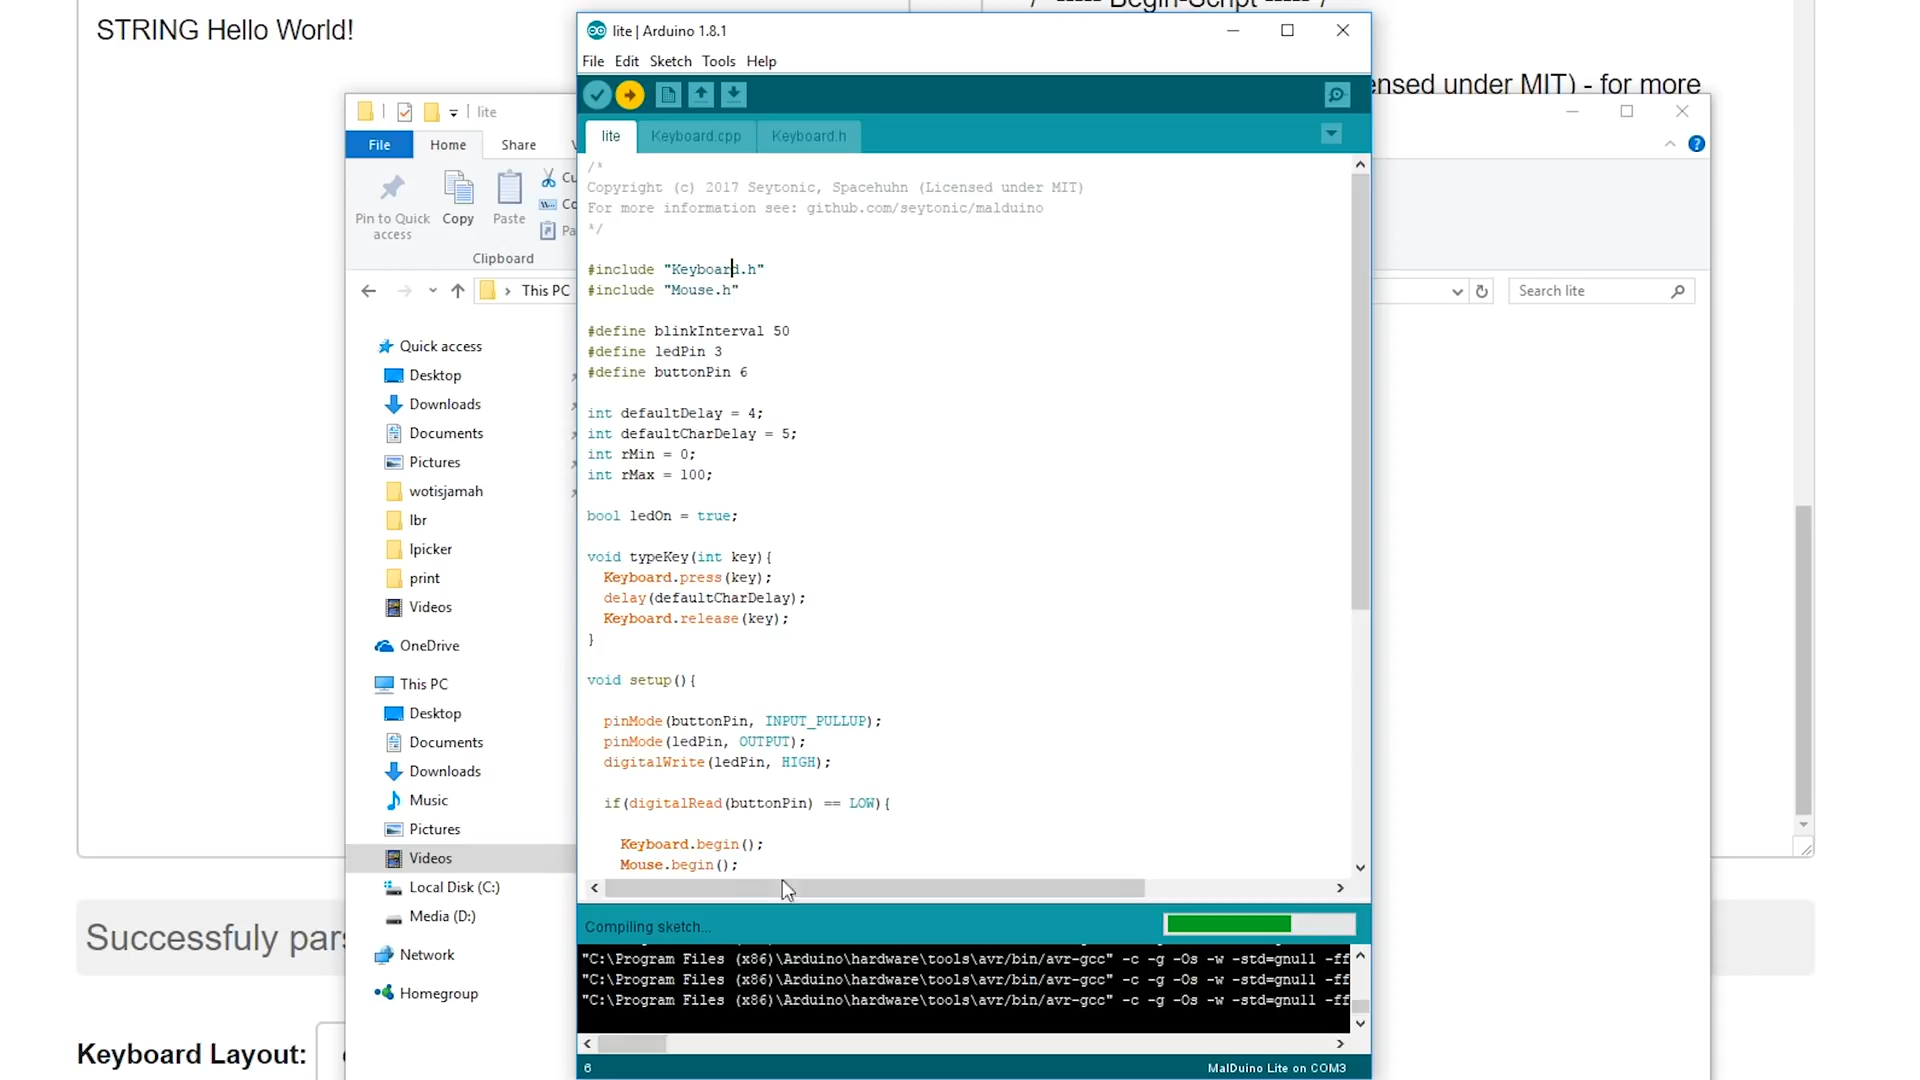 STRING Hello World!
Begin-Script
ensed under MIT) - for more
lite
File
Home
Share
Pin to Quick
access
Copy
Paste
Clipboard
This PC
Search lite
Quick access
Desktop
Downloads
Documents
Pictures
wotisjamah
lbr
lpicker
print
Videos
OneDrive
This PC
Desktop
Documents
Downloads
Music
Pictures
Videos
Local Disk (C:)
Media (D:)
Network
Homegroup
Successfuly pars
Keyboard Layout:
lite | Arduino 1.8.1
File Edit Sketch Tools Help
lite Keyboard.cpp Keyboard.h
/*
Copyright (c) 2017 Seytonic, Spacehuhn (Licensed under MIT)
For more information see: github.com/seytonic/malduino
*/
#include "Keyboard.h"
#include "Mouse.h"
#define blinkInterval 50
#define ledPin 3
#define buttonPin 6
int defaultDelay = 4;
int defaultCharDelay = 5;
int rMin = 0;
int rMax = 100;
bool ledOn = true;
void typeKey(int key){
Keyboard.press(key);
delay(defaultCharDelay);
Keyboard.release(key);
}
void setup(){
pinMode(buttonPin, INPUT_PULLUP);
pinMode(ledPin, OUTPUT);
digitalWrite(ledPin, HIGH);
if(digitalRead(buttonPin) == LOW){
Keyboard.begin();
Mouse.begin();
Compiling sketch...
"C:\Program Files (x86)\Arduino\hardware\tools\avr/bin/avr-gcc" -c -g -Os -w -std=gnu11 -ff
"C:\Program Files (x86)\Arduino\hardware\tools\avr/bin/avr-gcc" -c -g -Os -w -std=gnu11 -ff
"C:\Program Files (x86)\Arduino\hardware\tools\avr/bin/avr-gcc" -c -g -Os -w -std=gnu11 -ff
6
MalDuino Lite on COM3